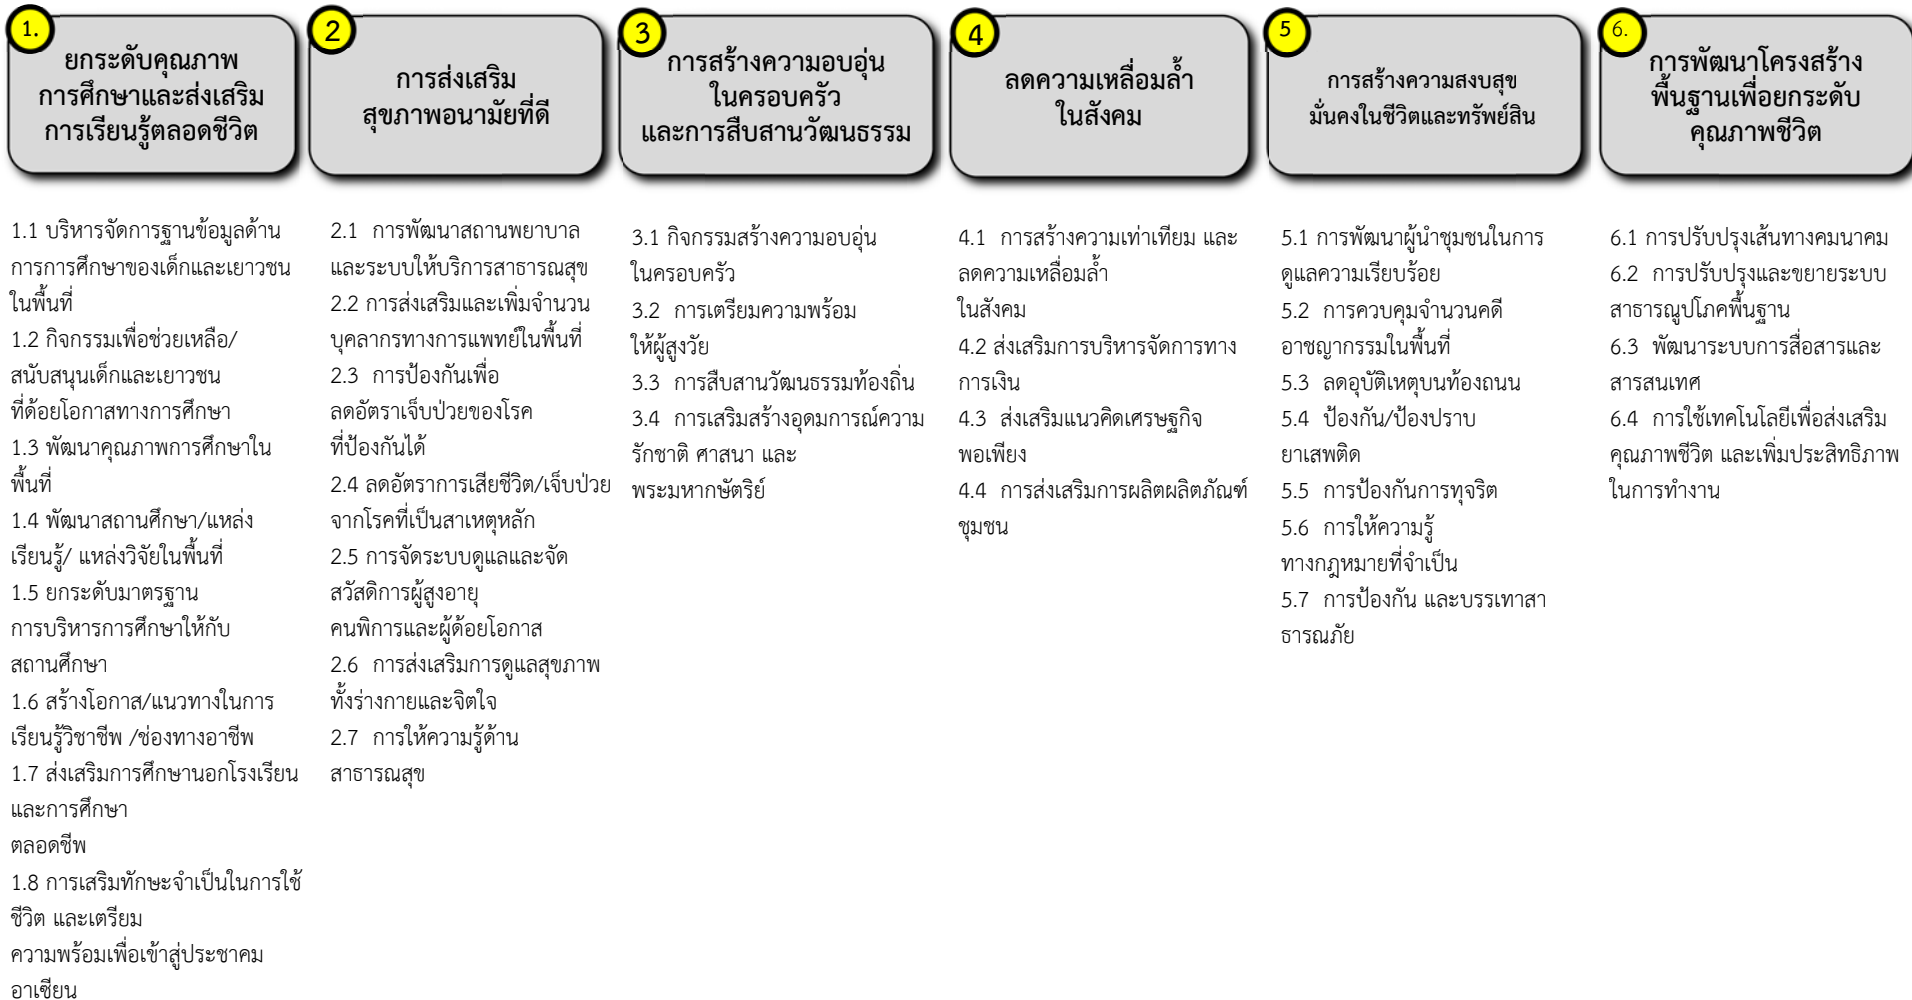 1.
ยกระดับคุณภาพ
การศึกษาและส่งเสริม
การเรียนรู้ตลอดชีวิต
2
การส่งเสริม
สุขภาพอนามัยที่ดี
3
การสร้างความอบอุ่น
ในครอบครัว
และการสืบสานวัฒนธรรม
4
ลดความเหลื่อมล้ำ
ในสังคม
5
การสร้างความสงบสุข
มั่นคงในชีวิตและทรัพย์สิน
6.
การพัฒนาโครงสร้าง
พื้นฐานเพื่อยกระดับ
คุณภาพชีวิต
1.1 บริหารจัดการฐานข้อมูลด้าน
การการศึกษาของเด็กและเยาวชน
ในพื้นที่
1.2 กิจกรรมเพื่อช่วยเหลือ/
สนับสนุนเด็กและเยาวชน
ที่ด้อยโอกาสทางการศึกษา
1.3 พัฒนาคุณภาพการศึกษาใน
พื้นที่
1.4 พัฒนาสถานศึกษา/แหล่ง
เรียนรู้/ แหล่งวิจัยในพื้นที่
1.5 ยกระดับมาตรฐาน
การบริหารการศึกษาให้กับ
สถานศึกษา
1.6 สร้างโอกาส/แนวทางในการ
เรียนรู้วิชาชีพ /ช่องทางอาชีพ
1.7 ส่งเสริมการศึกษานอกโรงเรียน
และการศึกษา
ตลอดชีพ
1.8 การเสริมทักษะจำเป็นในการใช้
ชีวิต และเตรียม
ความพร้อมเพื่อเข้าสู่ประชาคม
อาเซียน
2.1 การพัฒนาสถานพยาบาล
และระบบให้บริการสาธารณสุข
2.2 การส่งเสริมและเพิ่มจำนวน
บุคลากรทางการแพทย์ในพื้นที่
2.3 การป้องกันเพื่อ
ลดอัตราเจ็บป่วยของโรค
ที่ป้องกันได้
2.4 ลดอัตราการเสียชีวิต/เจ็บป่วย
จากโรคที่เป็นสาเหตุหลัก
2.5 การจัดระบบดูแลและจัด
สวัสดิการผู้สูงอายุ
คนพิการและผู้ด้อยโอกาส
2.6 การส่งเสริมการดูแลสุขภาพ
ทั้งร่างกายและจิตใจ
2.7 การให้ความรู้ด้าน
สาธารณสุข
3.1 กิจกรรมสร้างความอบอุ่น
ในครอบครัว
3.2 การเตรียมความพร้อม
ให้ผู้สูงวัย
3.3 การสืบสานวัฒนธรรมท้องถิ่น
3.4 การเสริมสร้างอุดมการณ์ความ
รักชาติ ศาสนา และ
พระมหากษัตริย์
4.1 การสร้างความเท่าเทียม และ
ลดความเหลื่อมล้ำ
ในสังคม
4.2 ส่งเสริมการบริหารจัดการทาง
การเงิน
4.3 ส่งเสริมแนวคิดเศรษฐกิจ
พอเพียง
4.4 การส่งเสริมการผลิตผลิตภัณฑ์
ชุมชน
5.1 การพัฒนาผู้นำชุมชนในการ
ดูแลความเรียบร้อย
5.2 การควบคุมจำนวนคดี
อาชญากรรมในพื้นที่
5.3 ลดอุบัติเหตุบนท้องถนน
5.4 ป้องกัน/ป้องปราบ
ยาเสพติด
5.5 การป้องกันการทุจริต
5.6 การให้ความรู้
ทางกฎหมายที่จำเป็น
5.7 การป้องกัน และบรรเทาสา
ธารณภัย
6.1 การปรับปรุงเส้นทางคมนาคม
6.2 การปรับปรุงและขยายระบบ
สาธารณูปโภคพื้นฐาน
6.3 พัฒนาระบบการสื่อสารและ
สารสนเทศ
6.4 การใช้เทคโนโลยีเพื่อส่งเสริม
คุณภาพชีวิต และเพิ่มประสิทธิภาพ
ในการทำงาน